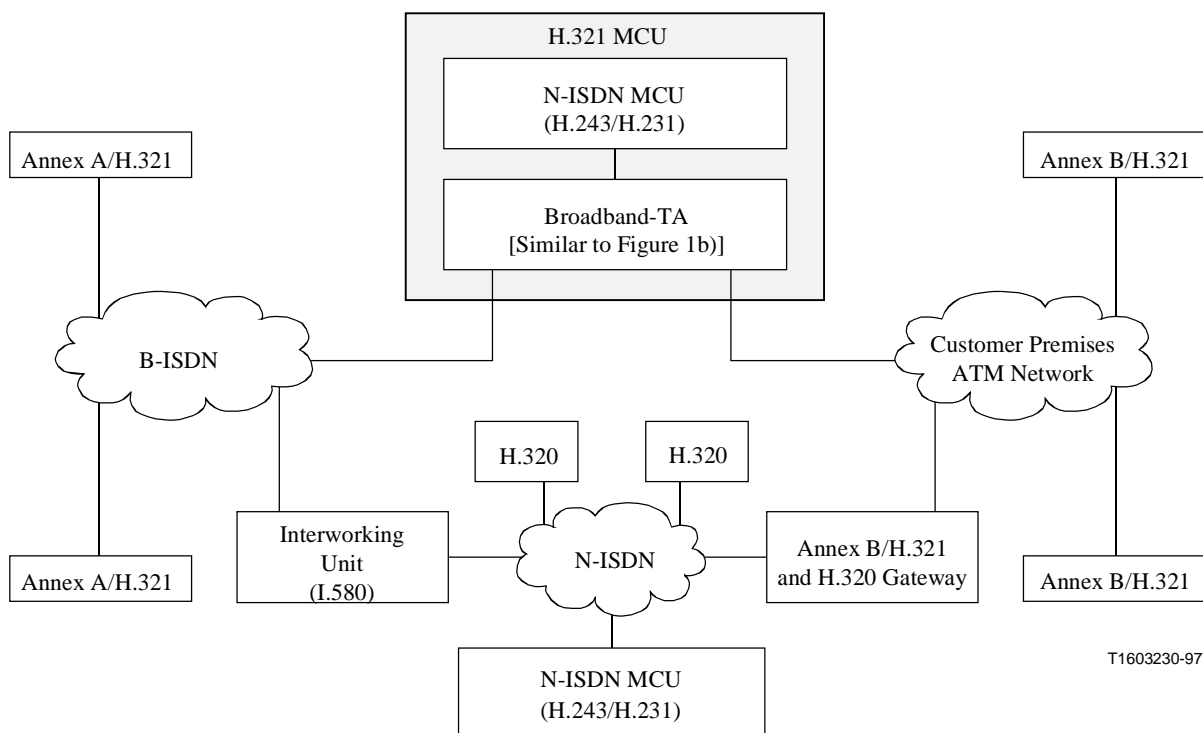 H.321 MCU
N-ISDN MCU
(H.243/H.231)
Annex A/H.321
Annex B/H.321
Broadband-TA
[Similar to Figure 1b)]
B-ISDN
Customer Premises
ATM Network
H.320
H.320
Interworking
Unit
(I.580)
N-ISDN
Annex B/H.321
and H.320 Gateway
Annex A/H.321
Annex B/H.321
T1603230-97
N-ISDN MCU
(H.243/H.231)